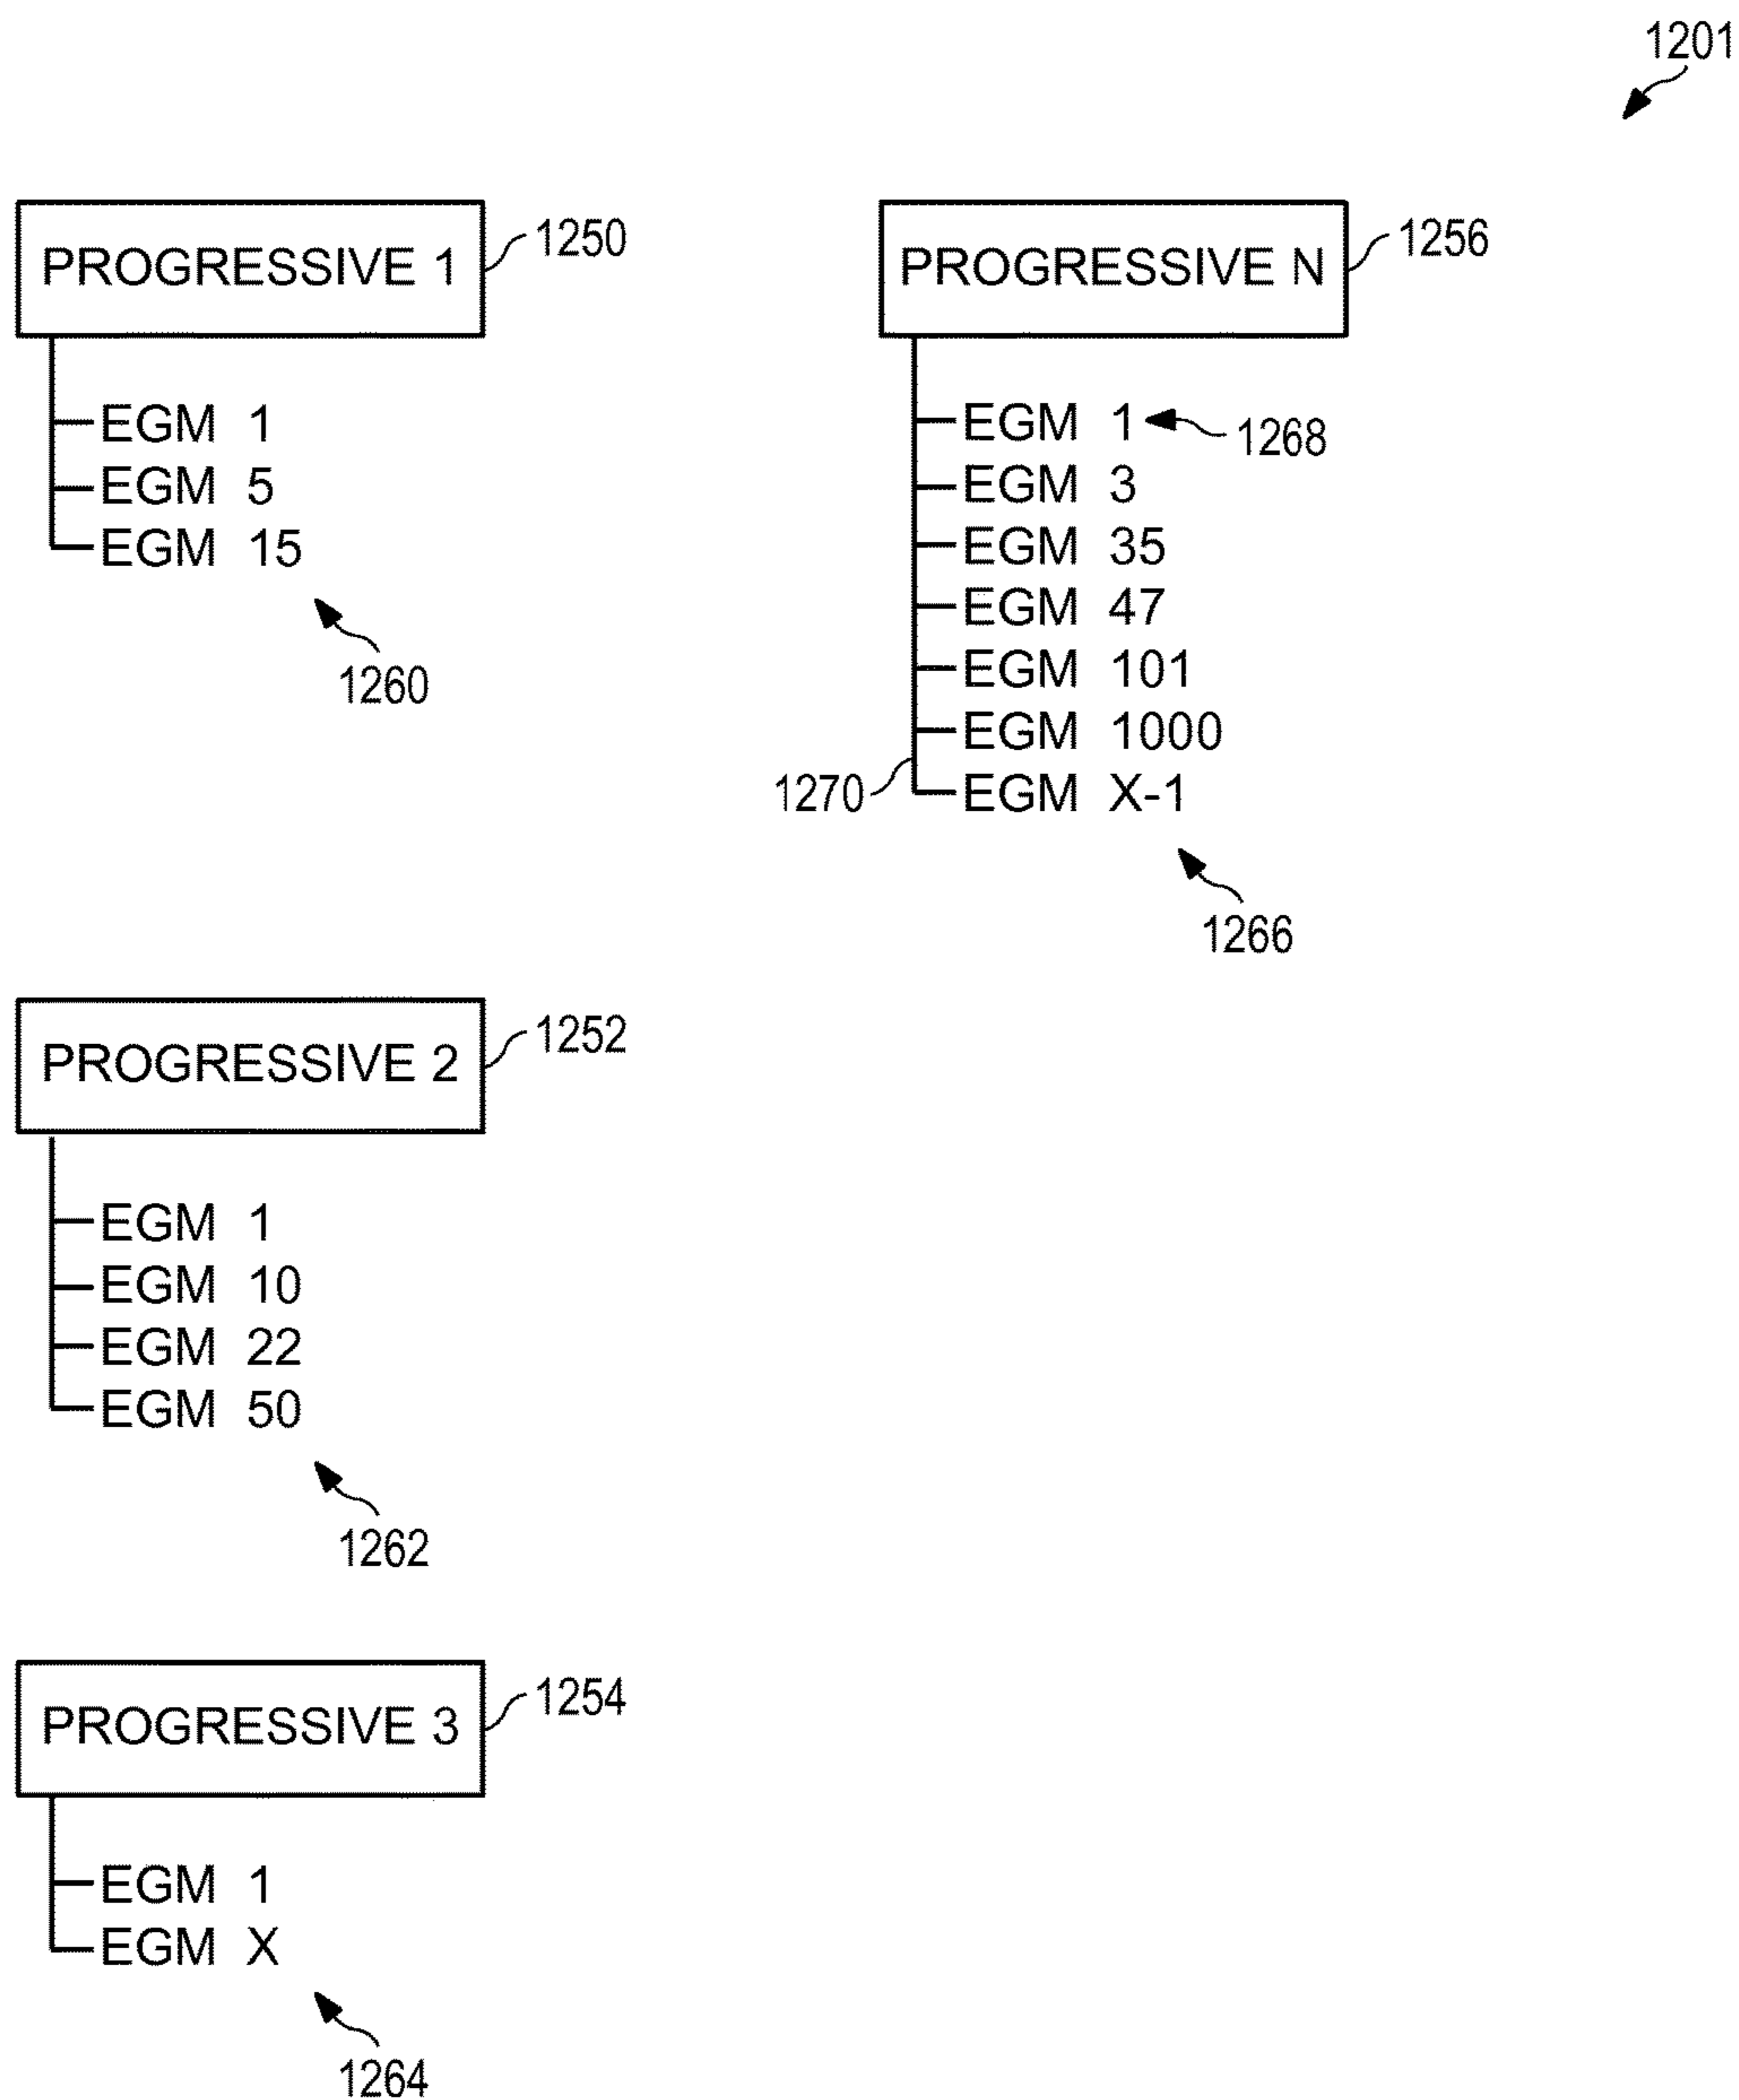 1201
PROGRESSIVE 1
1250
EGM 1
EGM 5
EGM 15
1260
PROGRESSIVE N
1256
EGM 1
1268
EGM 3
EGM 35
EGM 47
EGM 101
EGM 1000
EGM X-1
1270
1266
PROGRESSIVE 2
1252
EGM 1
EGM 10
EGM 22
EGM 50
1262
PROGRESSIVE 3
1254
EGM 1
EGM X
1264